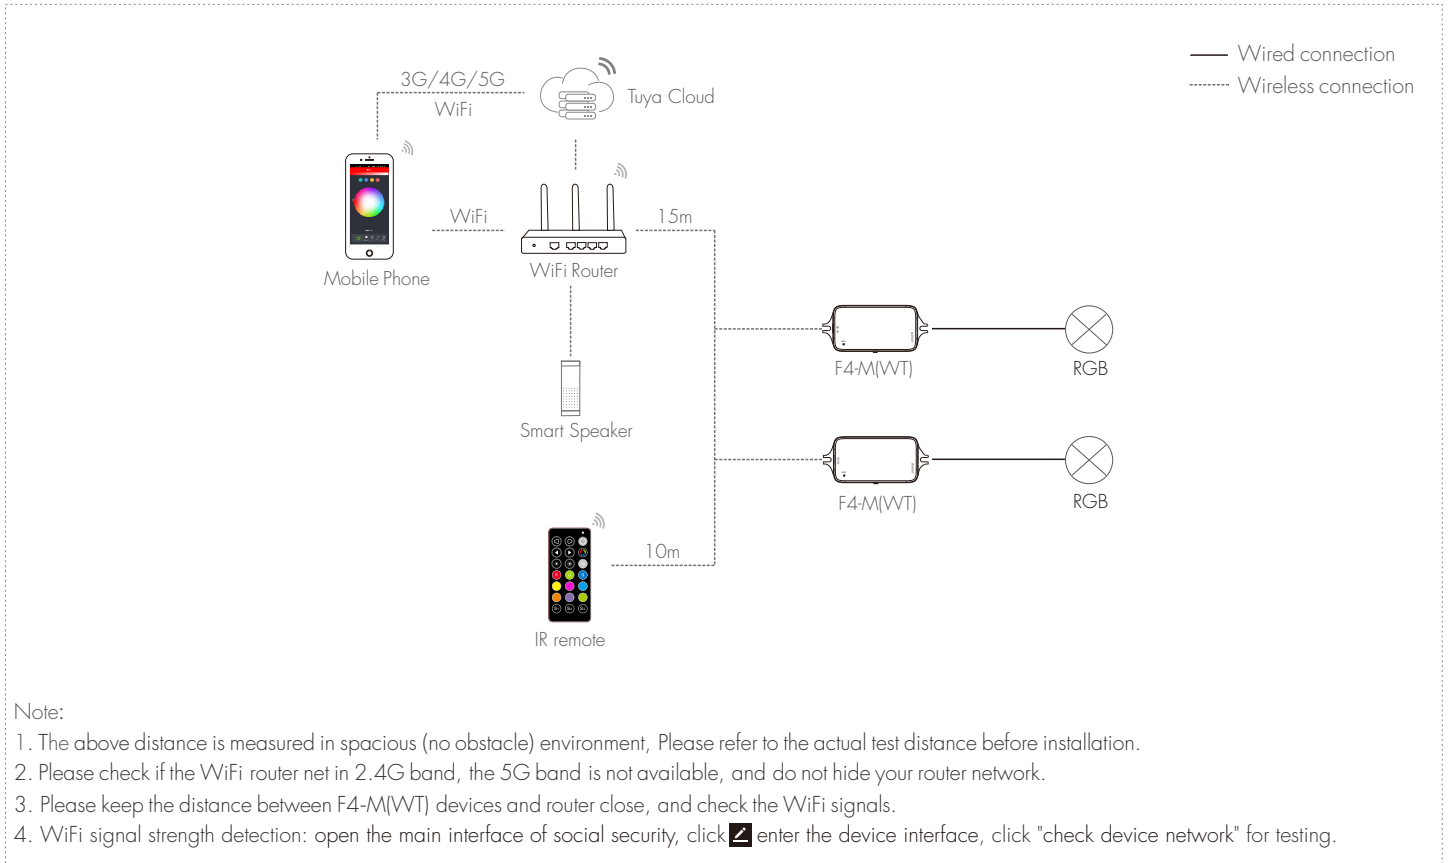 Wired connection
Wireless connection
3G/4G/5G
WiFi
Tuya Cloud
WiFi
15m
Mobile Phone
WiFi Router
F4-M(WT)
RGB
Smart Speaker
F4-M(WT)
RGB
10m
IR remote
Note:
1. The above distance is measured in spacious (no obstacle) environment, Please refer to the actual test distance before installation.
2. Please check if the WiFi router net in 2.4G band, the 5G band is not available, and do not hide your router network.
3. Please keep the distance between F4-M(WT) devices and router close, and check the WiFi signals.
4. WiFi signal strength detection: open the main interface of social security, click enter the device interface, click "check device network" for testing.